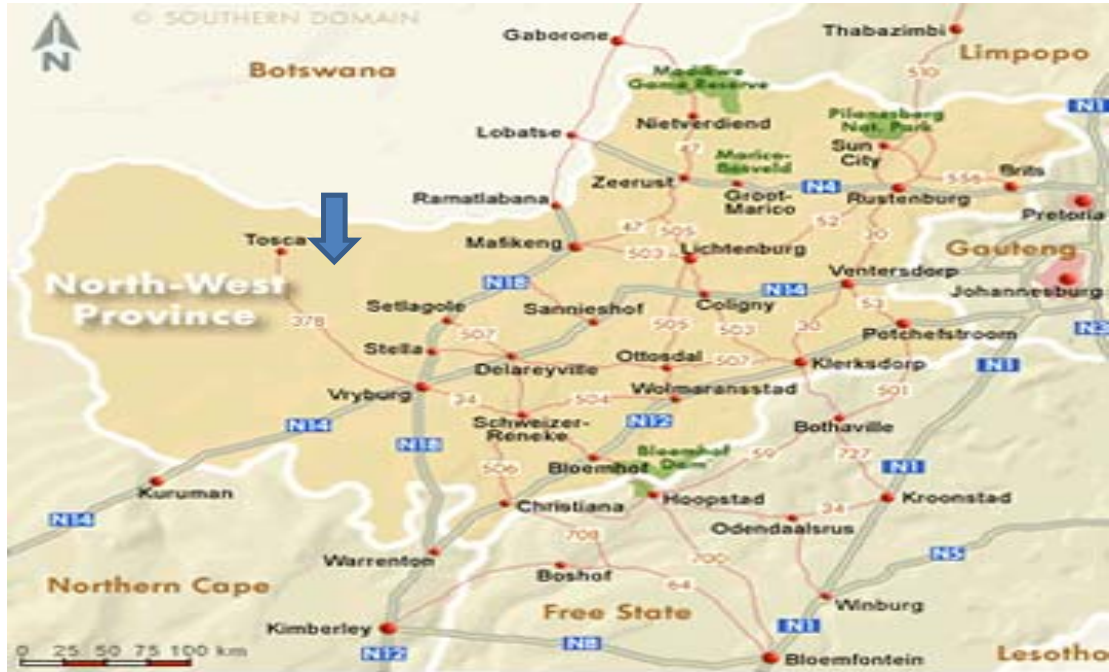 © SOUTHERN DOMAIN
N
Botswana
Gaborone
Thabazimbi
Limpopo
510
Madikwe
Game Reserve
N1
Lobatse
Nietverdiend
Pilanesberg
Nat. Park
Sun
City
47
Marico-
Bosveld
Zeerust
Groot-
Marico
N4
556
Brits
Rustenburg
Ramatlabana
52
Pretoria
Tosca
Mafikeng
47
505
503
Lichtenburg
30
Gauteng
North-West
Province
N18
Ventersdorp
Johannesburg
Setlagole
Sannieshof
Coligny
N14
53
378
507
505
503
30
Potchefstroom
N3
Stella
Delareyville
Ottosdal
507
Klerksdorp
N1
Vryburg
34
504
Wolmaransstad
501
N14
Schweizer-
Reneke
N12
Bothaville
N18
Bloemhof
Bloemhof
Dam
59
727
N1
Kuruman
506
Christiana
Hoopstad
Kroonstad
N14
34
Odendaalsrus
708
Warrenton
700
N5
Northern Cape
Boshof
64
Free State
Winburg
Kimberley
N1
N8
0 25 50 75 100 km
N12
Bloemfontein
Lesotho